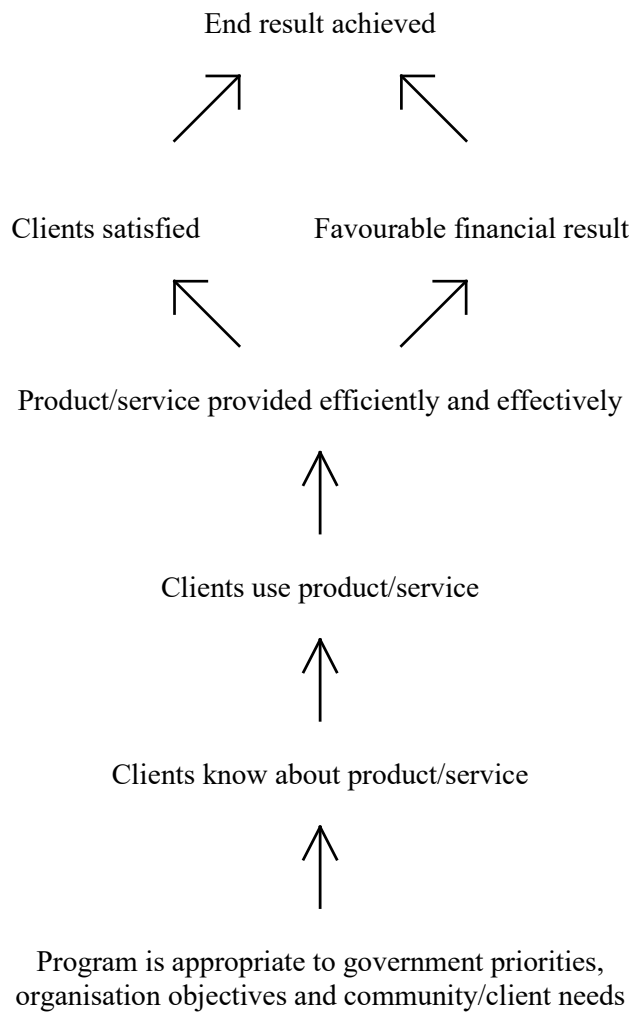 End result achieved
Clients satisfied
Favourable financial result
Product/service provided efficiently and effectively
Clients use product/service
Clients know about product/service
Program is appropriate to government priorities,
organisation objectives and community/client needs